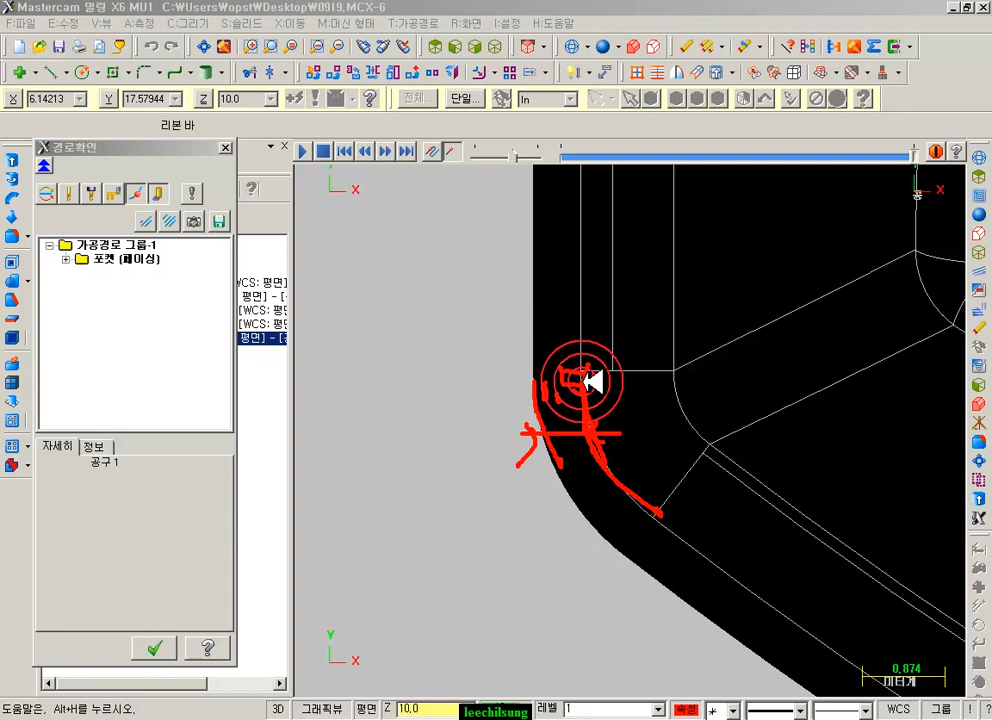 Mastercam 밀링 X6 MU1 C:₩Users₩opst₩Desktop₩0919.MCX-6
F:파일 E:수정 V:뷰 A:측정 C:그리기 S:솔리드 X:이동 M:머신 형태 T:가공경로 R:화면 I:설정 H:도움말
X 6.14213 Y 17.57944 Z 10.0 전체... 단일... In
리본 바
경로확인
가공경로 그룹-1
포켓 (페이싱)
WCS: 평면]
평면] - [
[WCS: 평면
[WCS: 평면
평면] - [
자세히 정보
공구 1
X
X
Y
X
0.874
미터계
도움말은, Alt+H를 누르시오.
3D 그래픽뷰 평면 Z 10.0 레벨 1 속성 WCS 그룹 ! ?
leechilsung